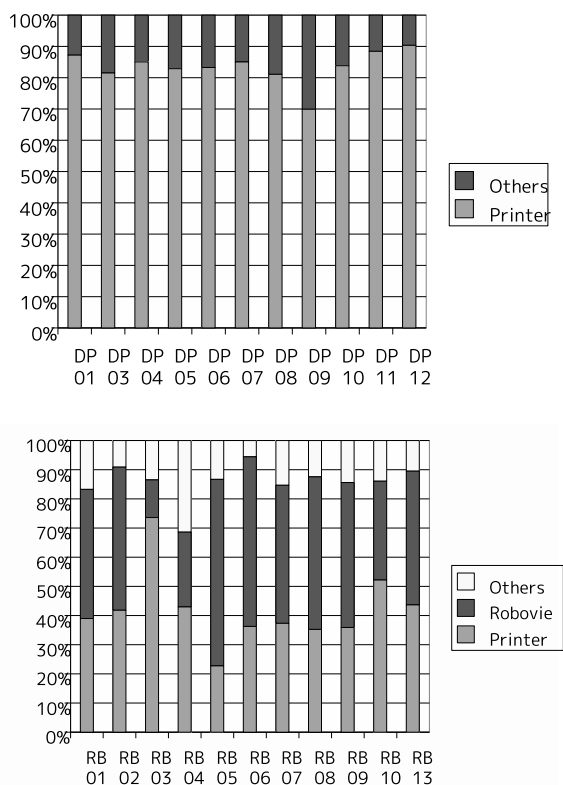 100%
90%
80%
70%
60%
50%
40%
30%
20%
10%
0%
DP 01
DP 03
DP 04
DP 05
DP 06
DP 07
DP 08
DP 09
DP 10
DP 11
DP 12
Others
Printer
100%
90%
80%
70%
60%
50%
40%
30%
20%
10%
0%
RB 01
RB 02
RB 03
RB 04
RB 05
RB 06
RB 07
RB 08
RB 09
RB 10
RB 13
Others
Robovie
Printer